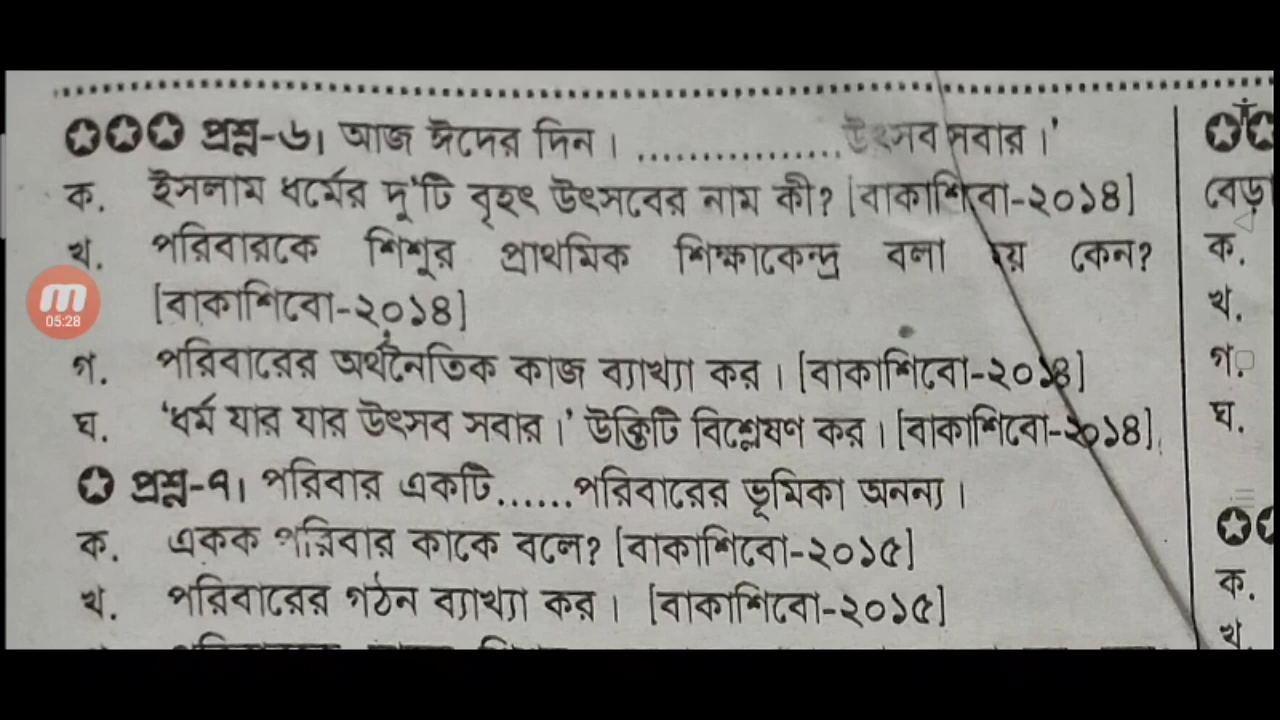 ✪✪✪ প্রশ্ন-৬। আজ ঈদের দিন। ................উৎসব সবার।'
ক. ইসলাম ধর্মের দু'টি বৃহৎ উৎসবের নাম কী? [বাকাশিবো-২০১৪]
খ. পরিবারকে শিশুর প্রাথমিক শিক্ষাকেন্দ্র বলা হয় কেন?
[বাকাশিবো-২০১৪]
গ. পরিবারের অর্থনৈতিক কাজ ব্যাখ্যা কর। [বাকাশিবো-২০১৪]
ঘ. 'ধর্ম যার যার উৎসব সবার।' উক্তিটি বিশ্লেষণ কর। [বাকাশিবো-২০১৪]
✪ প্রশ্ন-৭। পরিবার একটি......পরিবারের ভূমিকা অনন্য।
ক. একক পরিবার কাকে বলে? [বাকাশিবো-২০১৫]
খ. পরিবারের গঠন ব্যাখ্যা কর। [বাকাশিবো-২০১৫]
বেড়
ক.
খ.
গ.
ঘ.
ক.
খ.
05:28